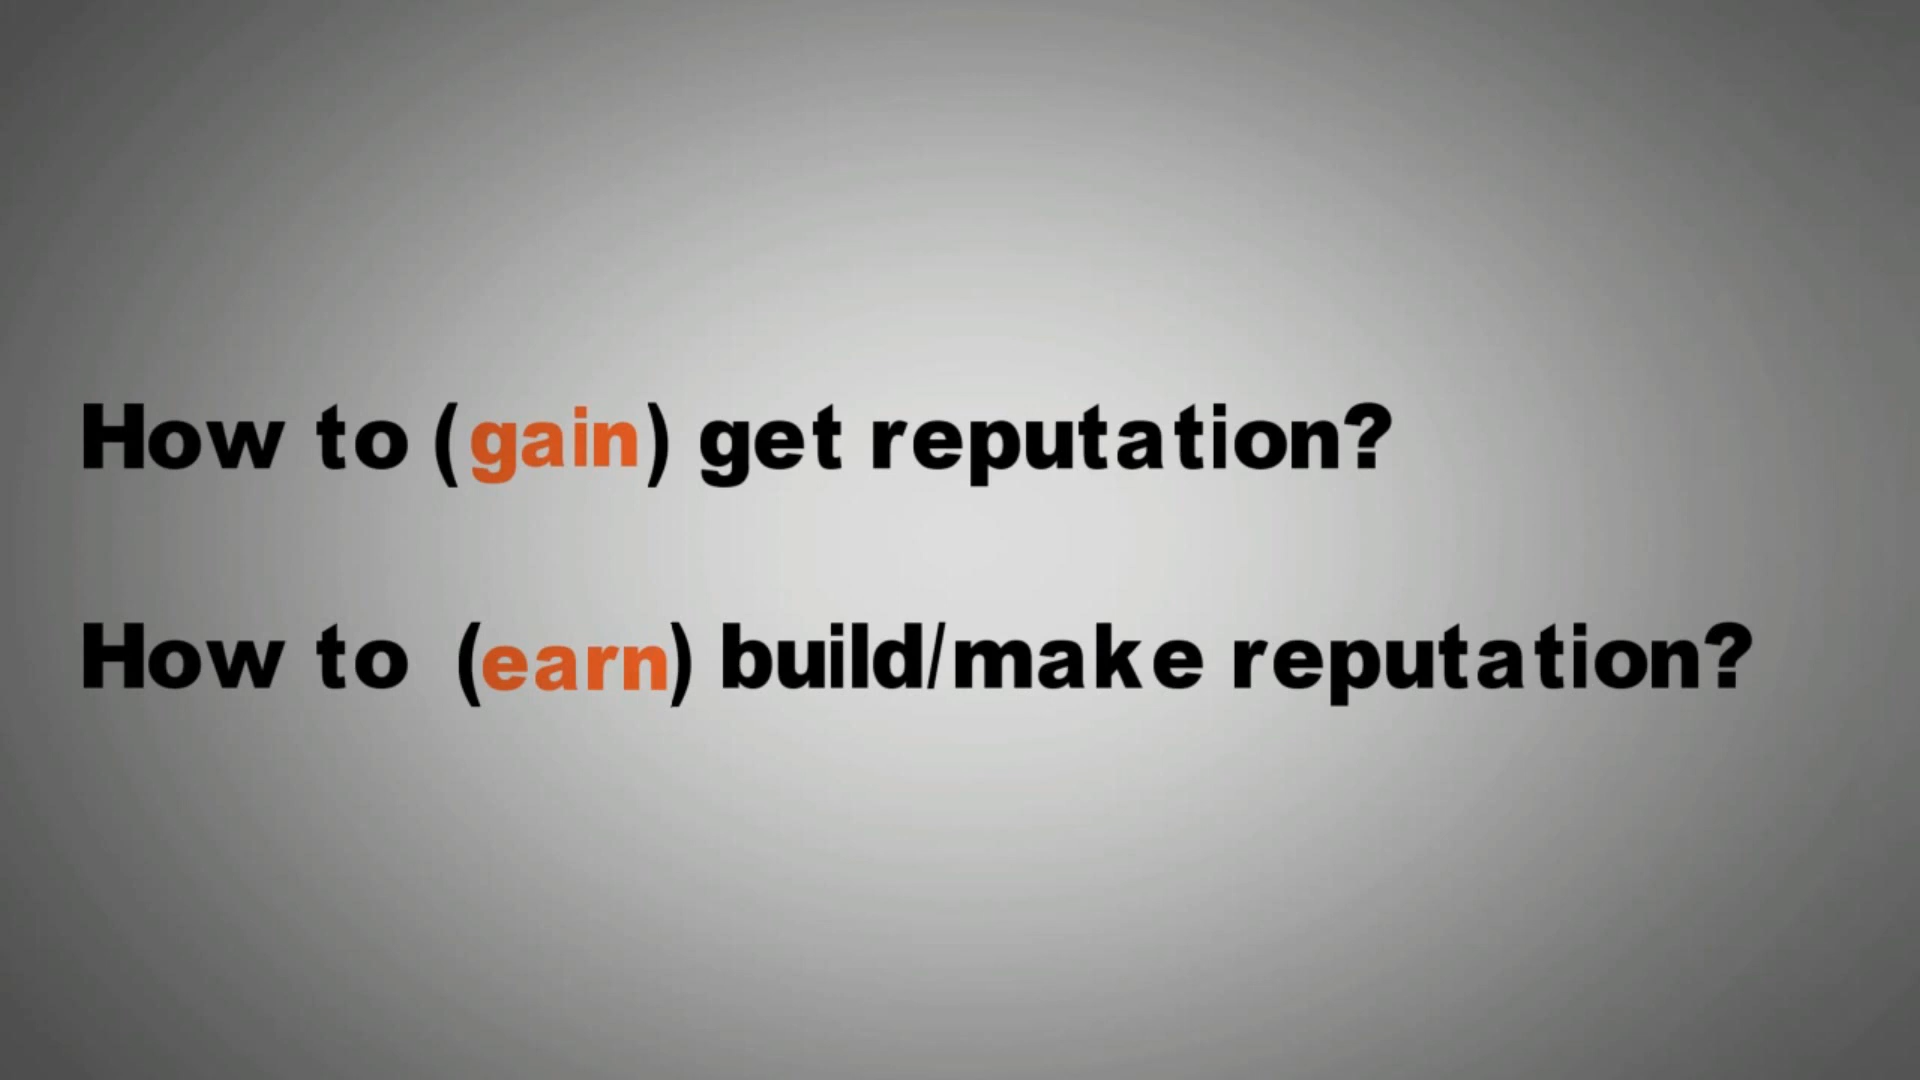 How to (gain) get reputation?
How to (earn) build/make reputation?